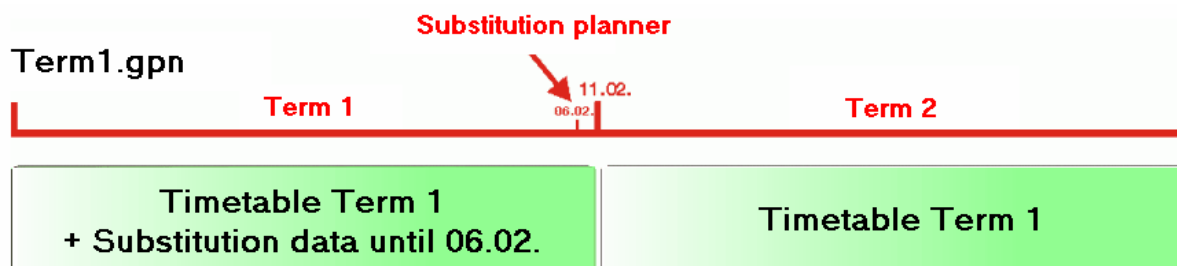 Substitution planner
Term1.gpn
11.02.
Term 1
06.02.
Term 2
Timetable Term 1
+ Substitution data until 06.02.
Timetable Term 1